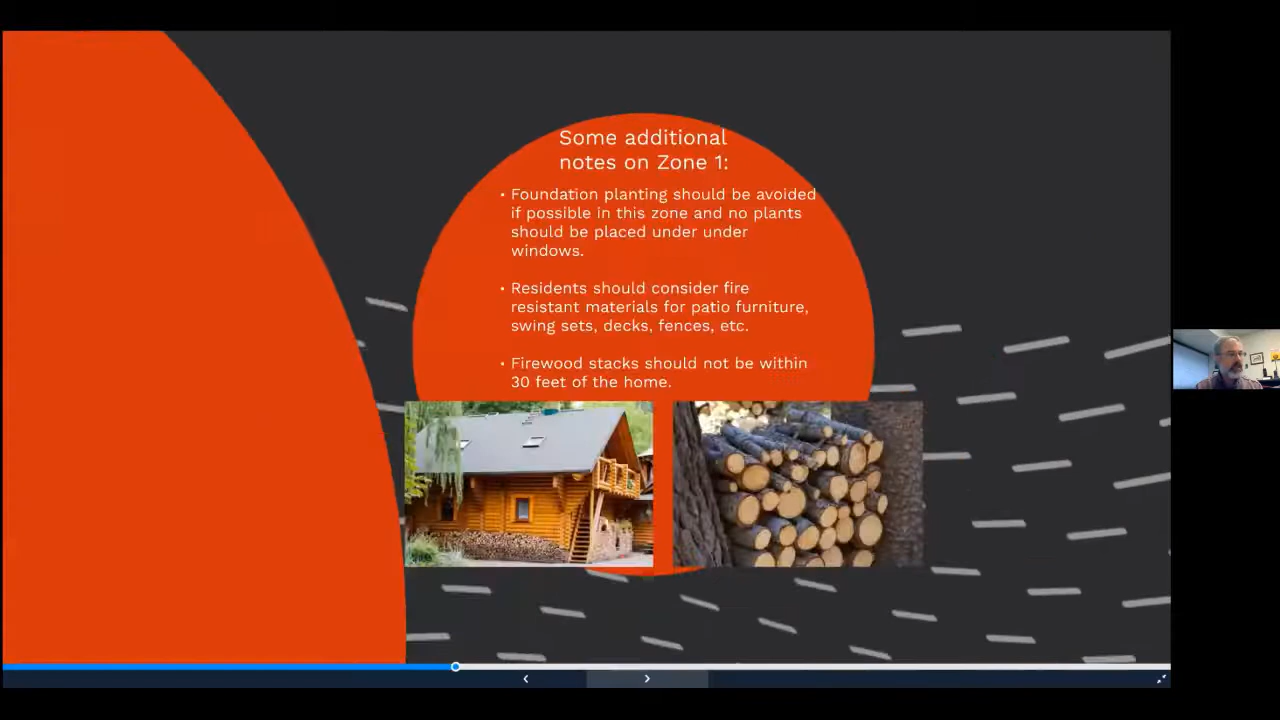 Some additional
notes on Zone 1:
• Foundation planting should be avoided
if possible in this zone and no plants
should be placed under under
windows.
• Residents should consider fire
resistant materials for patio furniture,
swing sets, decks, fences, etc.
• Firewood stacks should not be within
30 feet of the home.